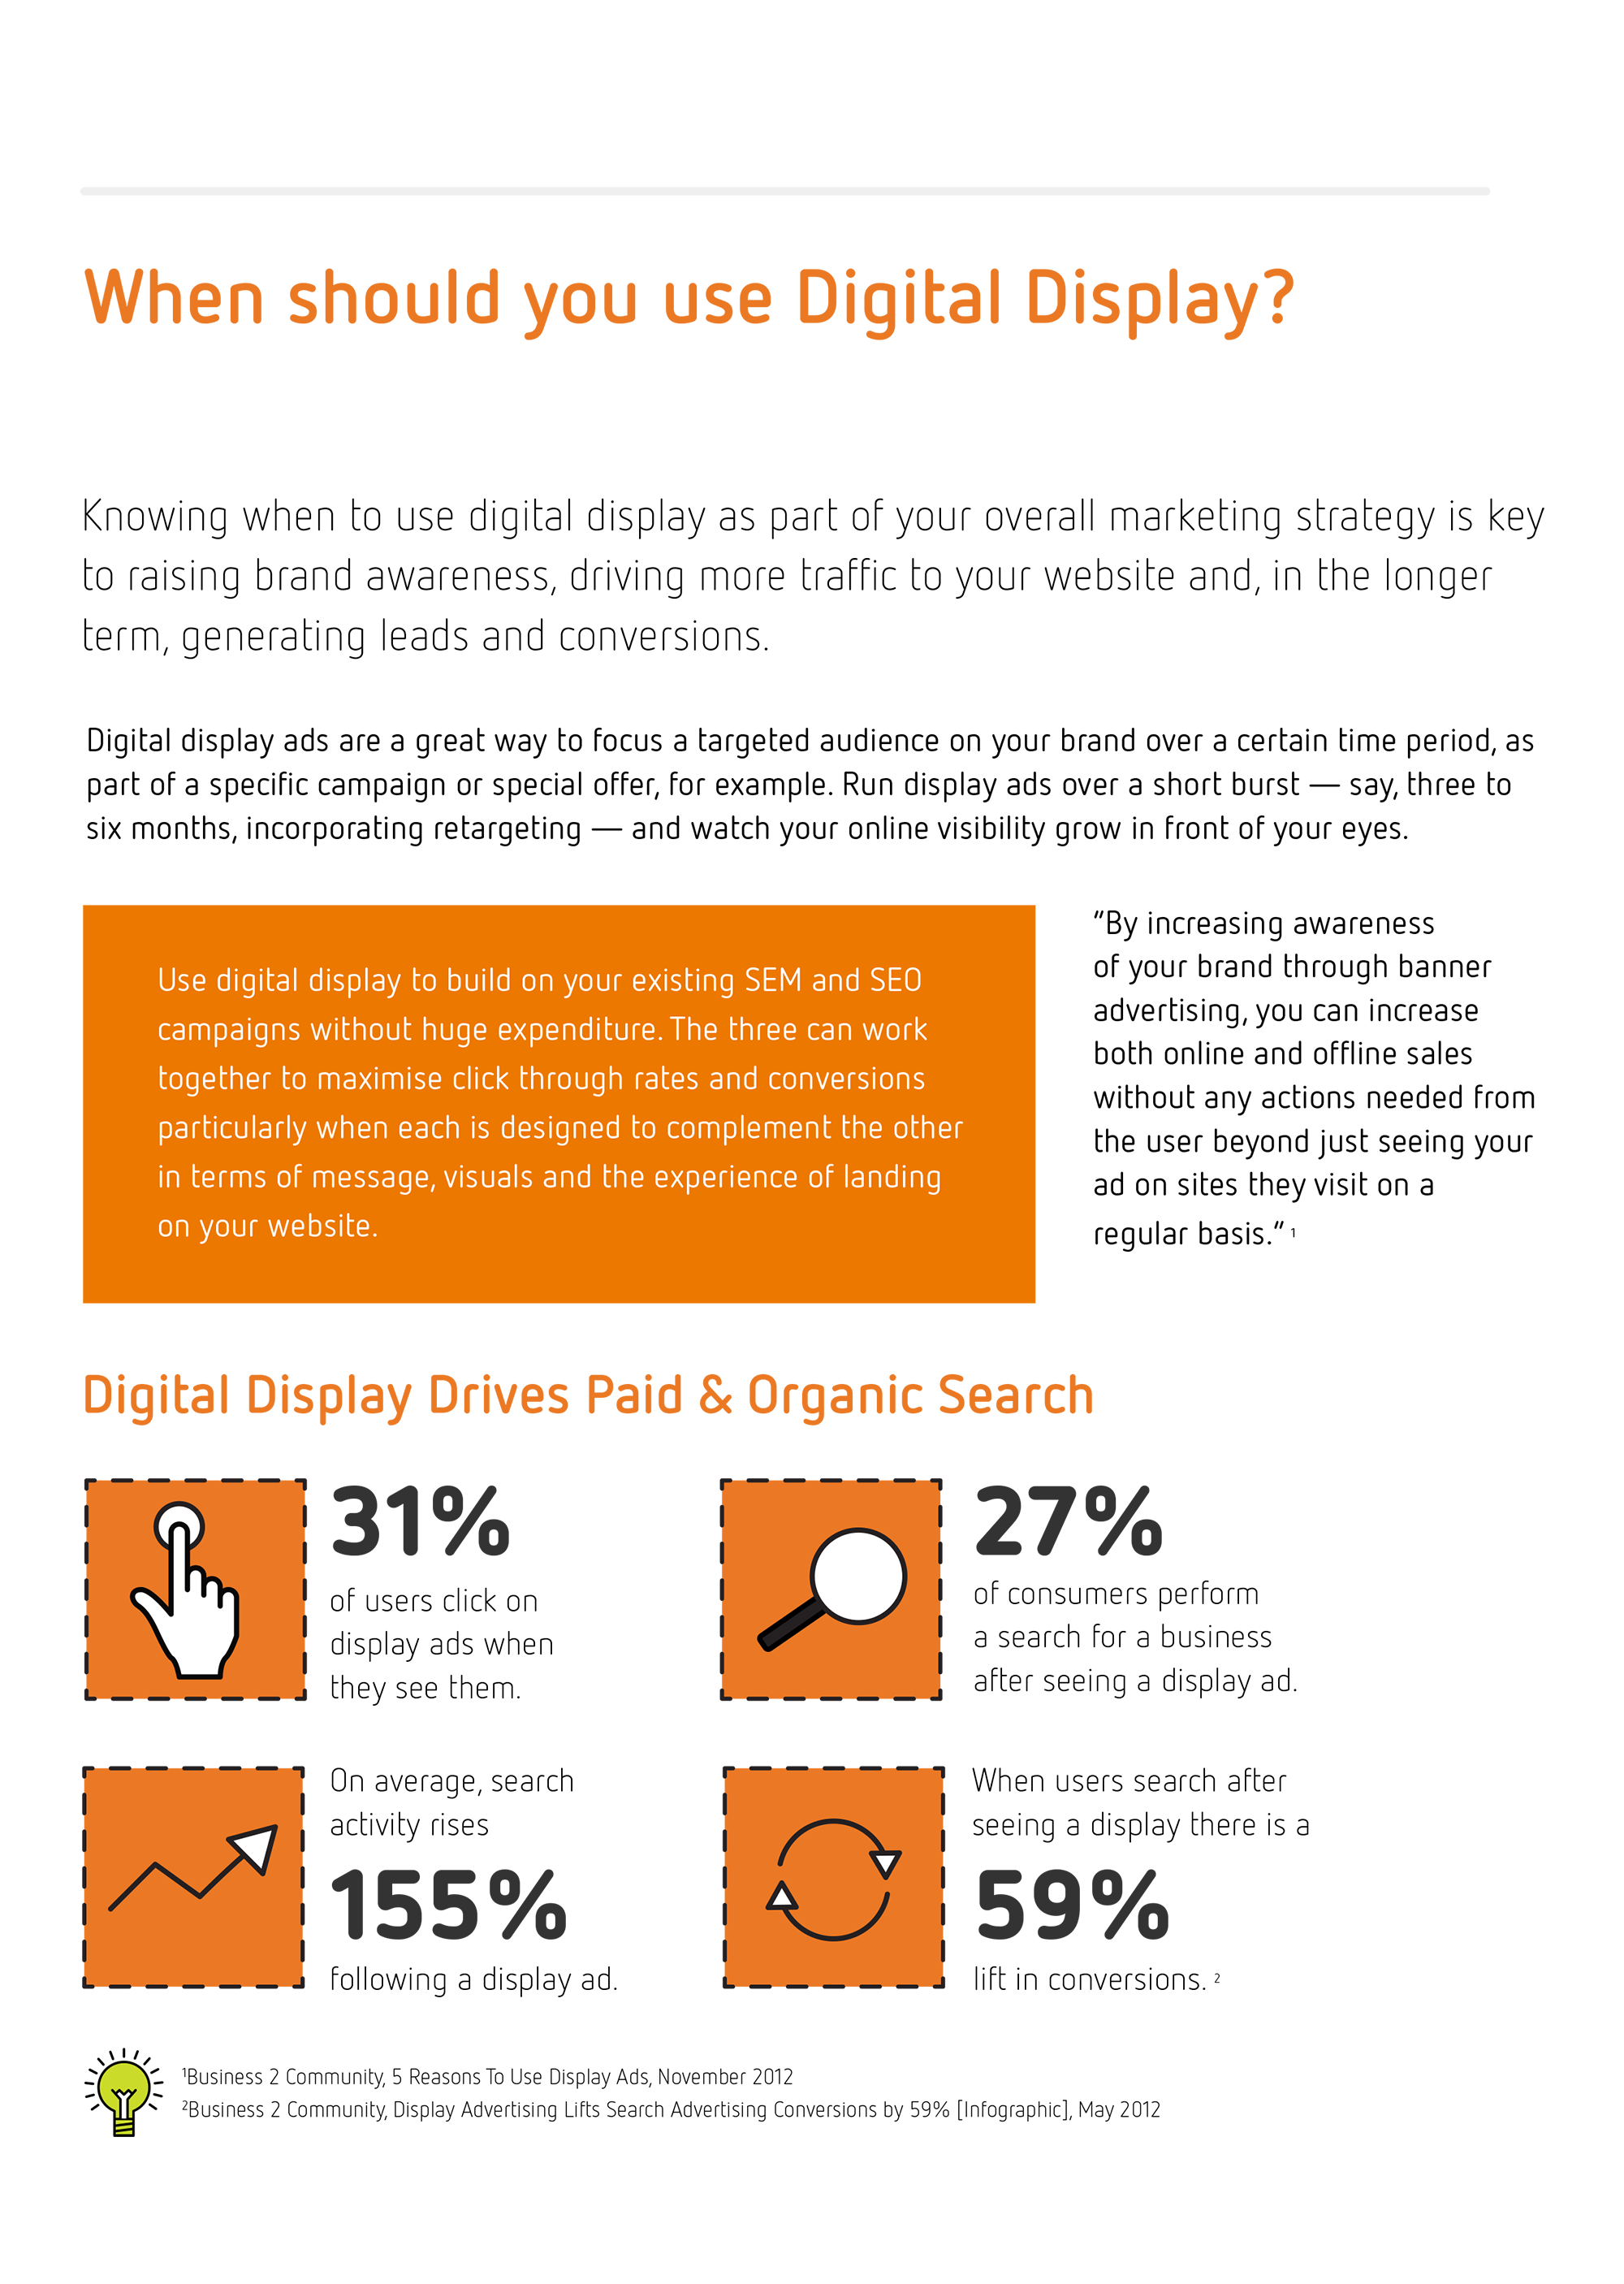 When should you use Digital Display?
Knowing when to use digital display as part of your overall marketing strategy is key
to raising brand awareness, driving more traffic to your website and, in the longer
term, generating leads and conversions.
Digital display ads are a great way to focus a targeted audience on your brand over a certain time period, as
part of a specific campaign or special offer, for example. Run display ads over a short burst — say, three to
six months, incorporating retargeting — and watch your online visibility grow in front of your eyes.
Use digital display to build on your existing SEM and SEO
campaigns without huge expenditure. The three can work
together to maximise click through rates and conversions
particularly when each is designed to complement the other
in terms of message, visuals and the experience of landing
on your website.
“By increasing awareness
of your brand through banner
advertising, you can increase
both online and offline sales
without any actions needed from
the user beyond just seeing your
ad on sites they visit on a
regular basis.” ¹
Digital Display Drives Paid & Organic Search
31%
of users click on
display ads when
they see them.
27%
of consumers perform
a search for a business
after seeing a display ad.
On average, search
activity rises
155%
following a display ad.
When users search after
seeing a display there is a
59%
lift in conversions. ²
¹Business 2 Community, 5 Reasons To Use Display Ads, November 2012
²Business 2 Community, Display Advertising Lifts Search Advertising Conversions by 59% [Infographic], May 2012